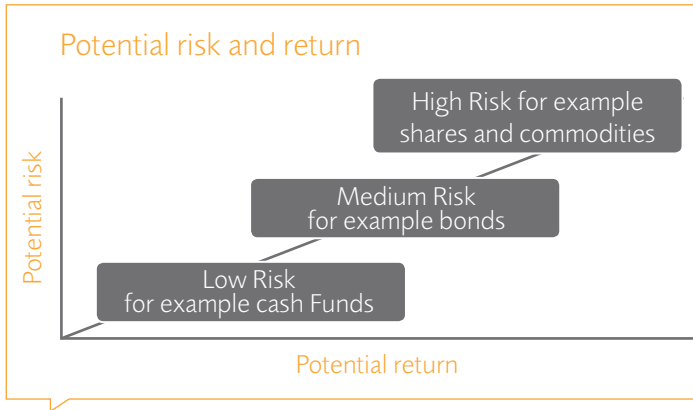 Potential risk and return
High Risk for example
shares and commodities
Medium Risk
for example bonds
Low Risk
for example cash Funds
Potential risk
Potential return